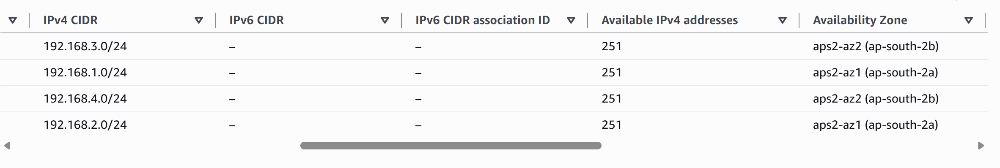 IPv4 CIDR IPv6 CIDR IPv6 CIDR association ID Available IPv4 addresses Availability Zone
192.168.3.0/24 – – 251 aps2-az2 (ap-south-2b)
192.168.1.0/24 – – 251 aps2-az1 (ap-south-2a)
192.168.4.0/24 – – 251 aps2-az2 (ap-south-2b)
192.168.2.0/24 – – 251 aps2-az1 (ap-south-2a)